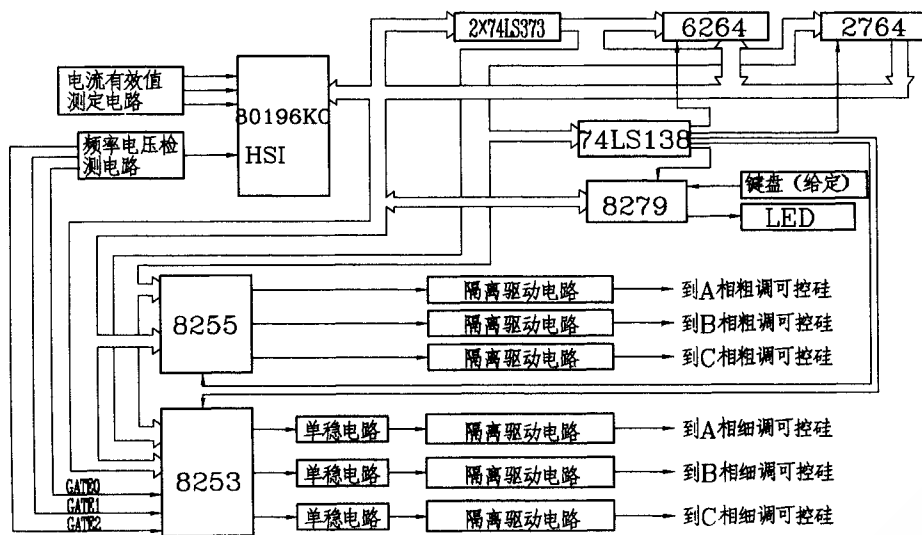 2X74LS373
6264
2764
电流有效值
测定电路
80196KC
HSI
频率电压检
测电路
74LS138
8279
键盘(给定)
LED
8255
隔离驱动电路
到A相粗调可控硅
隔离驱动电路
到B相粗调可控硅
隔离驱动电路
到C相粗调可控硅
8253
单稳电路
隔离驱动电路
到A相细调可控硅
单稳电路
隔离驱动电路
到B相细调可控硅
单稳电路
隔离驱动电路
到C相细调可控硅
GATE0
GATE1
GATE2